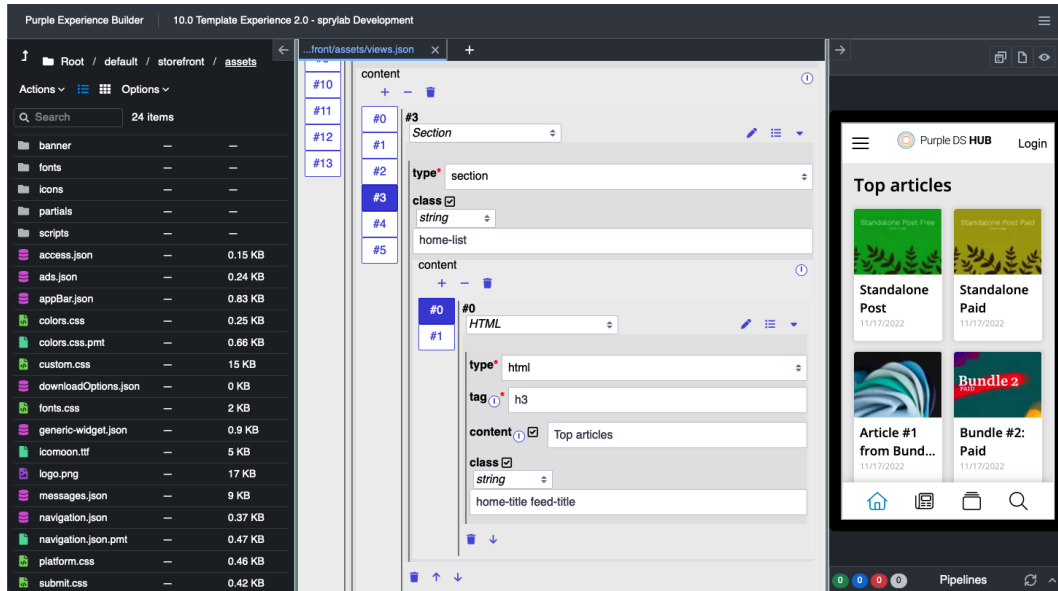 Purple Experience Builder
10.0 Template Experience 2.0 - sprylab Development
Root / default / storefront / assets
Actions
Options
Search
24 items
banner — —
fonts — —
icons — —
partials — —
scripts — —
access.json — 0.15 KB
ads.json — 0.24 KB
appBar.json — 0.83 KB
colors.css — 0.25 KB
colors.css.pmt — 0.66 KB
custom.css — 15 KB
downloadOptions.json — 0 KB
fonts.css — 2 KB
generic-widget.json — 0.9 KB
icomoon.ttf — 5 KB
logo.png — 17 KB
messages.json — 9 KB
navigation.json — 0.37 KB
navigation.json.pmt — 0.47 KB
platform.css — 0.46 KB
submit.css — 0.42 KB
...front/assets/views.json
#10
#11
#12
#13
content
#0
#1
#2
#3
#4
#5
#3
Section
type* section
class
string
home-list
content
#0
#1
#0
HTML
type* html
tag * h3
content Top articles
class
string
home-title feed-title
Purple DS HUB
Login
Top articles
Standalone Post Free
Standalone
Post
11/17/2022
Standalone Post Paid
Standalone
Paid
11/17/2022
Article #1
from Bund...
11/17/2022
Bundle 2
PAID
Bundle #2:
Paid
11/17/2022
0 0 0 0
Pipelines